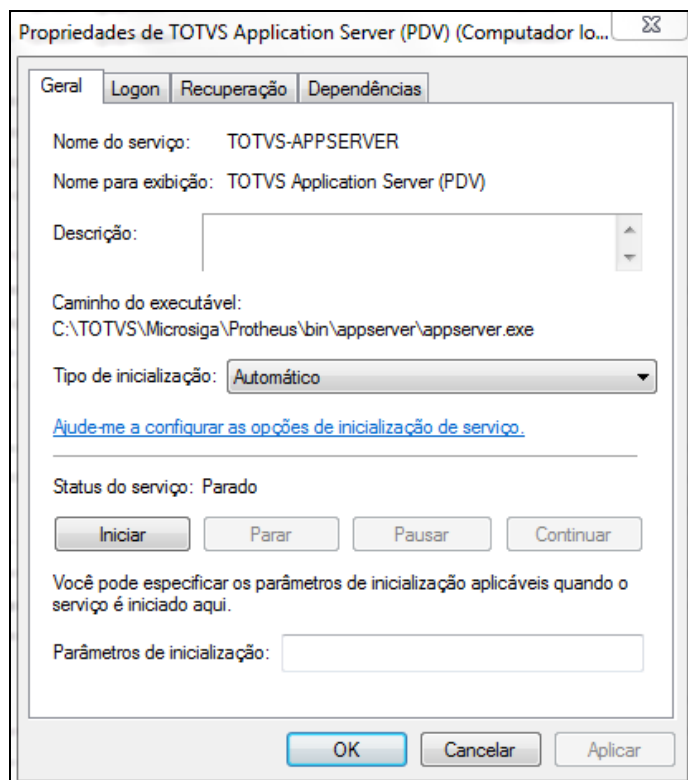 Propriedades de TOTVS Application Server (PDV) (Computador lo...
Geral Logon Recuperação Dependências
Nome do serviço: TOTVS-APPSERVER
Nome para exibição: TOTVS Application Server (PDV)
Descrição:
Caminho do executável:
C:\TOTVS\Microsiga\Protheus\bin\appserver\appserver.exe
Tipo de inicialização: Automático
Ajude-me a configurar as opções de inicialização de serviço.
Status do serviço: Parado
Iniciar Parar Pausar Continuar
Você pode especificar os parâmetros de inicialização aplicáveis quando o
serviço é iniciado aqui.
Parâmetros de inicialização:
OK Cancelar Aplicar